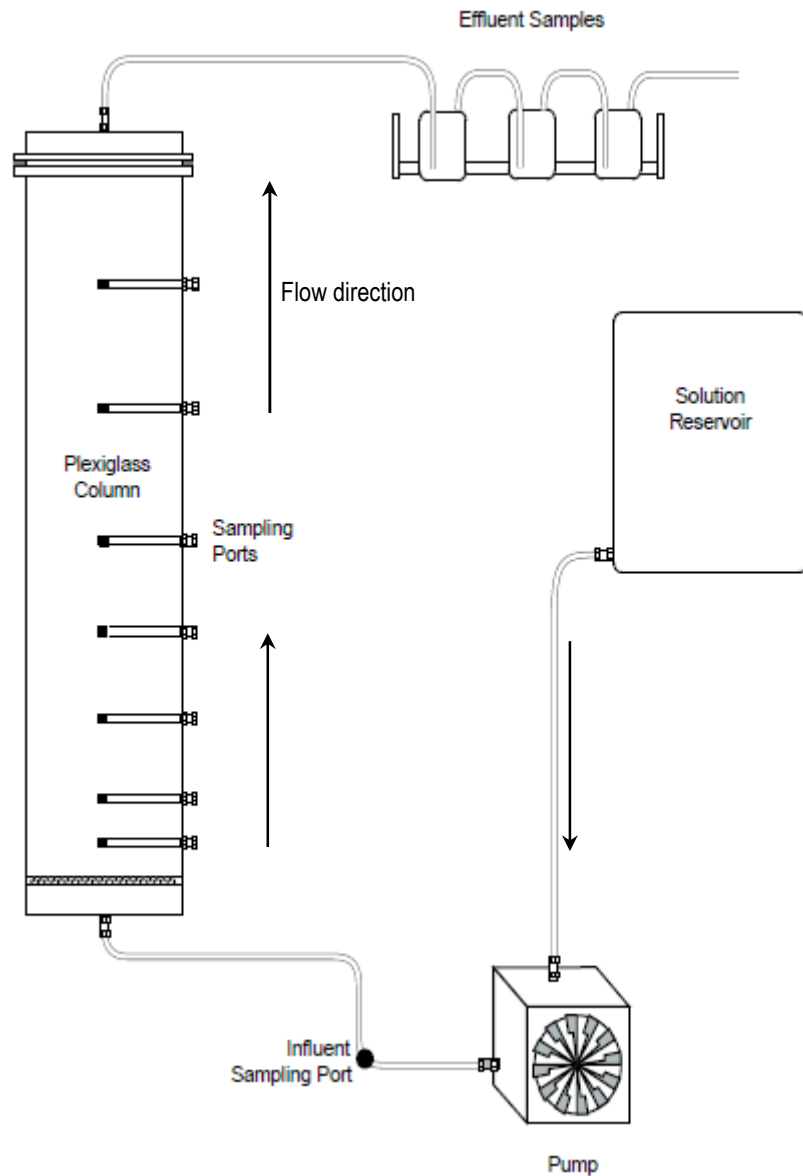 Effluent Samples
Flow direction
Solution
Reservoir
Plexiglass
Column
Sampling
Ports
Influent
Sampling Port
Pump